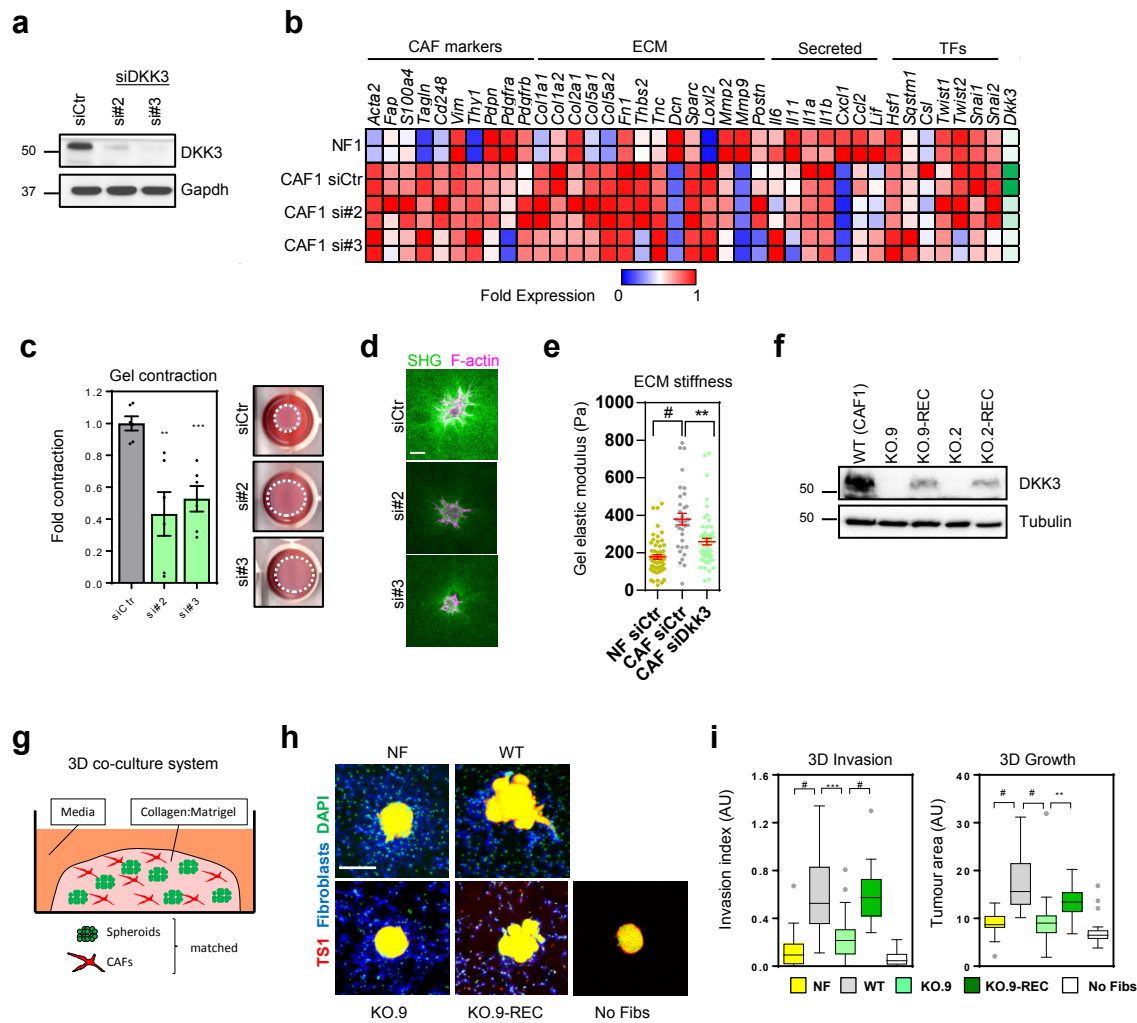 a
siDKK3
siCtr
si#2
si#3
50
DKK3
37
Gapdh
b
CAF markers
ECM
Secreted
TFs
Acta2
Fap
S100a4
Tagln
Cd248
Vim
Thy1
Pdpn
Pdgfra
Pdgfrb
Col1a1
Col1a2
Col2a1
Col5a1
Col5a2
Fn1
Thbs2
Tnc
Dcn
Sparc
Loxl2
Mmp2
Mmp9
Postn
Il6
Il11
Il1a
Il1b
Cxcl1
Ccl2
Lif
Hsf1
Sqstm1
Csl
Twist1
Twist2
Snai1
Snai2
Dkk3
NF1
CAF1 siCtr
CAF1 si#2
CAF1 si#3
Fold Expression
0
1
c
Gel contraction
Fold contraction
1.2
1.0
0.8
0.6
0.4
0.2
0.0
**
***
siCtr
si#2
si#3
siCtr
si#2
si#3
d
SHG F-actin
siCtr
si#2
si#3
e
ECM stiffness
Gel elastic modulus (Pa)
1000
800
600
400
200
0
#
**
NF siCtr
CAF siCtr
CAF siDkk3
f
WT (CAF1)
KO.9
KO.9-REC
KO.2
KO.2-REC
50
DKK3
50
Tubulin
g
3D co-culture system
Media
Collagen:Matrigel
Spheroids
CAFs
matched
h
NF
WT
TS1 Fibroblasts DAPI
KO.9
KO.9-REC
No Fibs
i
3D Invasion
Invasion index (AU)
1.6
1.2
0.8
0.4
0.0
#
***
#
3D Growth
Tumour area (AU)
40
30
20
10
0
#
#
**
NF
WT
KO.9
KO.9-REC
No Fibs